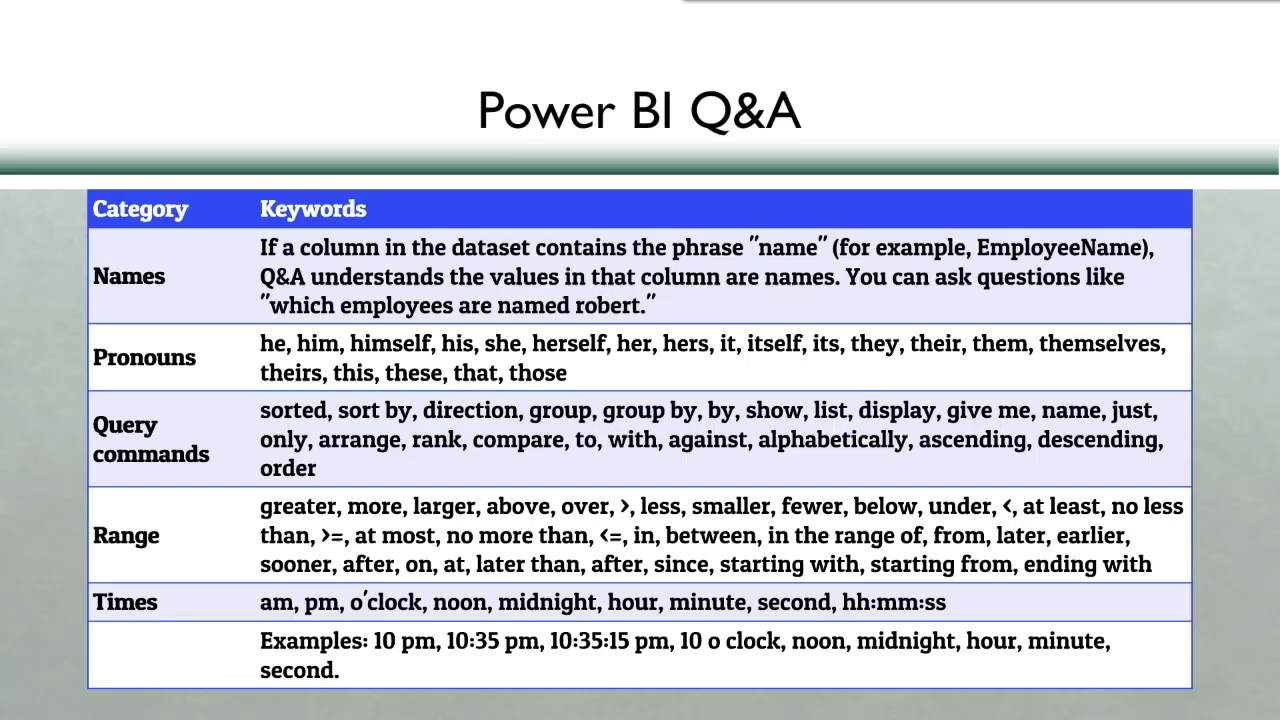 Power BI Q&A
Category Keywords
Names
If a column in the dataset contains the phrase "name" (for example, EmployeeName),
Q&A understands the values in that column are names. You can ask questions like
"which employees are named robert."
Pronouns
he, him, himself, his, she, herself, her, hers, it, itself, its, they, their, them, themselves,
theirs, this, these, that, those
Query
commands
sorted, sort by, direction, group, group by, by, show, list, display, give me, name, just,
only, arrange, rank, compare, to, with, against, alphabetically, ascending, descending,
order
Range
greater, more, larger, above, over, >, less, smaller, fewer, below, under, <, at least, no less
than, >=, at most, no more than, <=, in, between, in the range of, from, later, earlier,
sooner, after, on, at, later than, after, since, starting with, starting from, ending with
Times
am, pm, o'clock, noon, midnight, hour, minute, second, hh:mm:ss
Examples: 10 pm, 10:35 pm, 10:35:15 pm, 10 o clock, noon, midnight, hour, minute,
second.